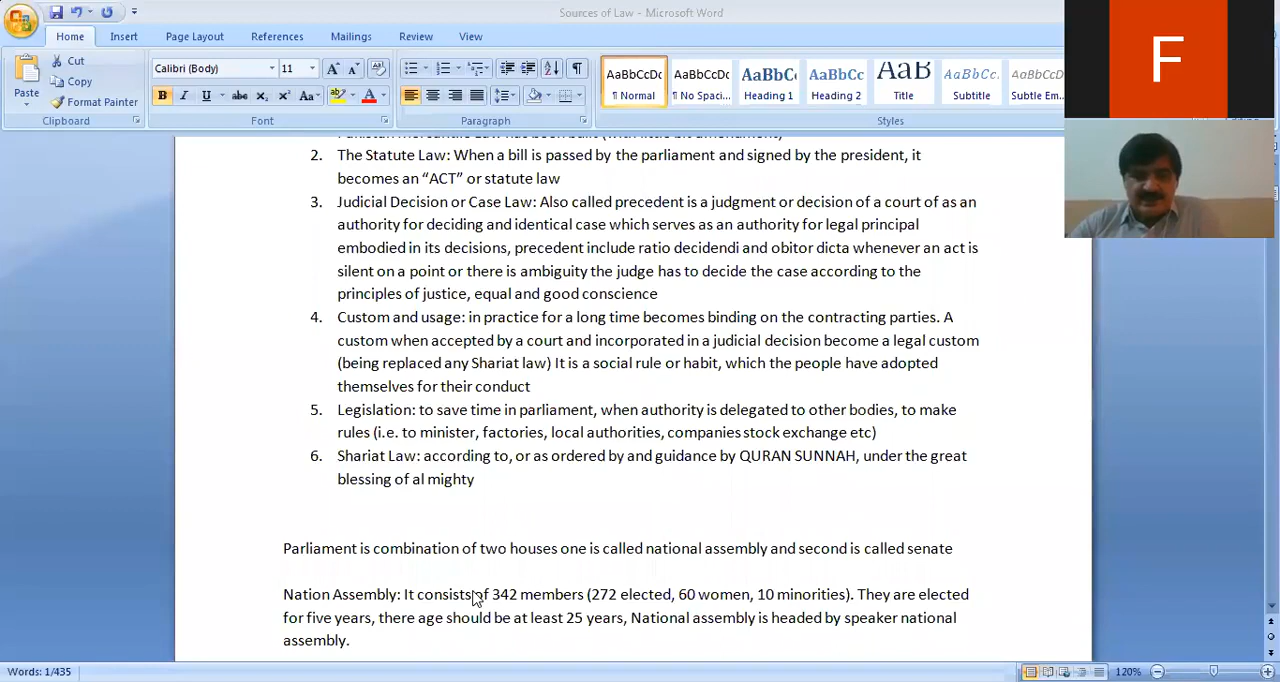 Sources of Law - Microsoft Word
Home Insert Page Layout References Mailings Review View
Paste
Cut
Copy
Format Painter
Clipboard
Calibri (Body) 11
Font
Paragraph
AaBbCcDc AaBbCcDc AaBbC AaBbCc AaB AaBbCc. AaBbCcDc
¶ Normal ¶ No Spaci... Heading 1 Heading 2 Title Subtitle Subtle Em...
Styles
F
2. The Statute Law: When a bill is passed by the parliament and signed by the president, it
becomes an “ACT” or statute law
3. Judicial Decision or Case Law: Also called precedent is a judgment or decision of a court of as an
authority for deciding and identical case which serves as an authority for legal principal
embodied in its decisions, precedent include ratio decidendi and obitor dicta whenever an act is
silent on a point or there is ambiguity the judge has to decide the case according to the
principles of justice, equal and good conscience
4. Custom and usage: in practice for a long time becomes binding on the contracting parties. A
custom when accepted by a court and incorporated in a judicial decision become a legal custom
(being replaced any Shariat law) It is a social rule or habit, which the people have adopted
themselves for their conduct
5. Legislation: to save time in parliament, when authority is delegated to other bodies, to make
rules (i.e. to minister, factories, local authorities, companies stock exchange etc)
6. Shariat Law: according to, or as ordered by and guidance by QURAN SUNNAH, under the great
blessing of al mighty
Parliament is combination of two houses one is called national assembly and second is called senate
Nation Assembly: It consists of 342 members (272 elected, 60 women, 10 minorities). They are elected
for five years, there age should be at least 25 years, National assembly is headed by speaker national
assembly.
Words: 1/435 120%